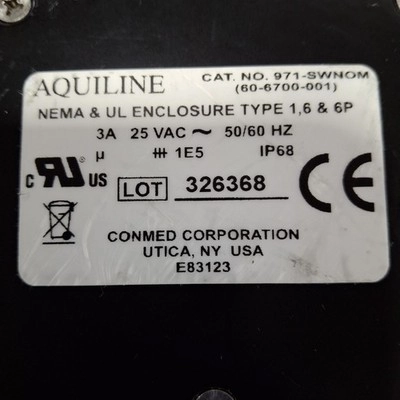 AQUILINE CAT. NO. 971-SWNOM
(60-6700-001)
NEMA & UL ENCLOSURE TYPE 1,6 & 6P
3A 25 VAC ~ 50/60 HZ
µ 1E5 IP68
c RU US LOT 326368 CE
CONMED CORPORATION
UTICA, NY USA
E83123